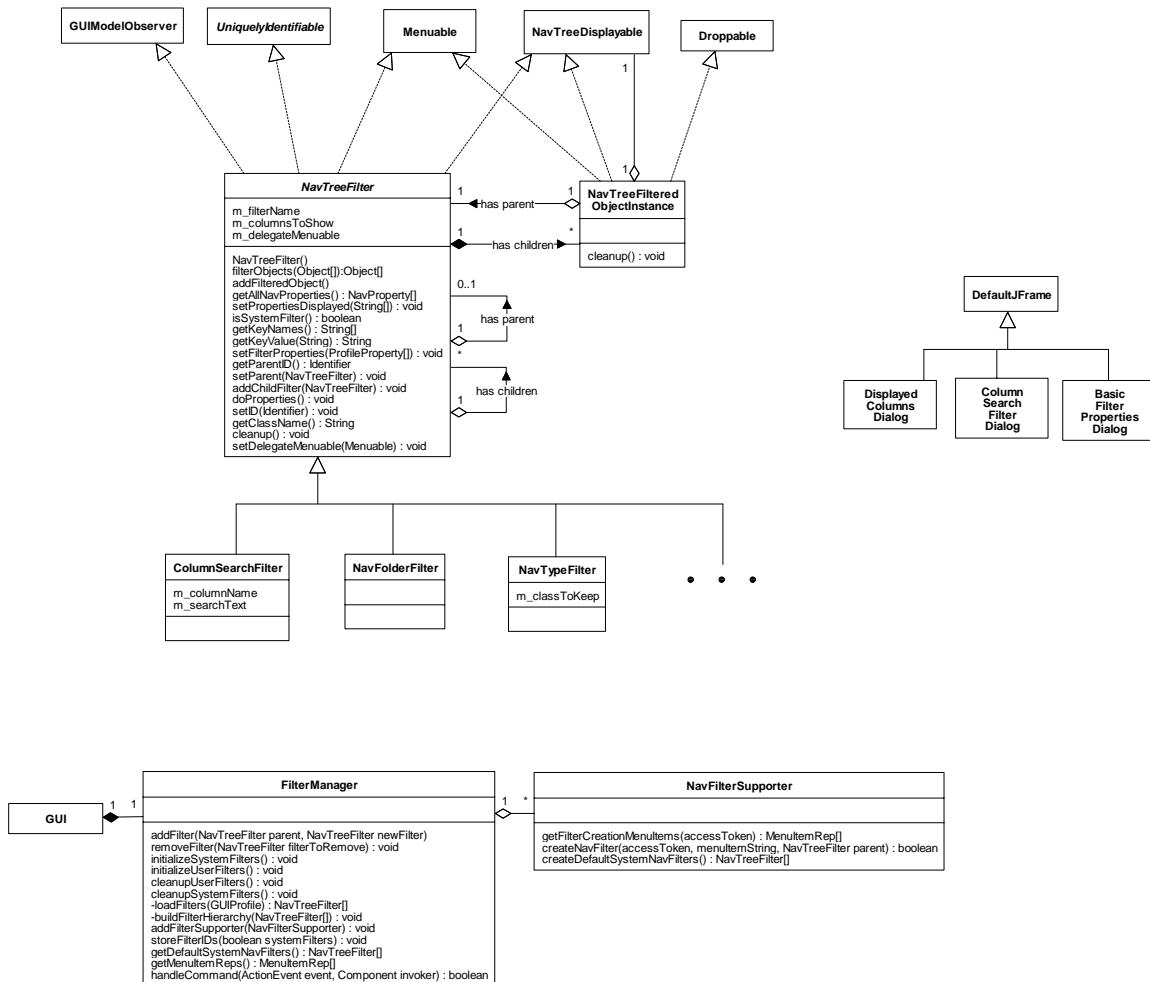 GUIModelObserver
UniquelyIdentifiable
Menuable
NavTreeDisplayable
Droppable
1
1
NavTreeFilter
m_filterName
m_columnsToShow
m_delegateMenuable
NavTreeFilter()
filterObjects(Object[]):Object[]
addFilteredObject()
getAllNavProperties() : NavProperty[]
setPropertiesDisplayed(String[]) : void
isSystemFilter() : boolean
getKeyNames() : String[]
getKeyValue(String) : String
setFilterProperties(ProfileProperty[]) : void
getParentID() : Identifier
setParent(NavTreeFilter) : void
addChildFilter(NavTreeFilter) : void
doProperties() : void
setID(Identifier) : void
getClassName() : String
cleanup() : void
setDelegateMenuable(Menuable) : void
1
has parent
1
1
has children
*
NavTreeFiltered
ObjectInstance
cleanup() : void
0..1
has parent
1
*
has children
1
DefaultJFrame
Displayed
Columns
Dialog
Column
Search
Filter
Dialog
Basic
Filter
Properties
Dialog
ColumnSearchFilter
m_columnName
m_searchText
NavFolderFilter
NavTypeFilter
m_classToKeep
GUI
1
1
FilterManager
addFilter(NavTreeFilter parent, NavTreeFilter newFilter)
removeFilter(NavTreeFilter filterToRemove) : void
initializeSystemFilters() : void
initializeUserFilters() : void
cleanupUserFilters() : void
cleanupSystemFilters() : void
-loadFilters(GUIProfile) : NavTreeFilter[]
-buildFilterHierarchy(NavTreeFilter[]) : void
addFilterSupporter(NavFilterSupporter) : void
storeFilterIDs(boolean systemFilters) : void
getDefaultSystemNavFilters() : NavTreeFilter[]
getMenuItemReps() : MenuItemRep[]
handleCommand(ActionEvent event, Component invoker) : boolean
1
*
NavFilterSupporter
getFilterCreationMenuItems(accessToken) : MenuItemRep[]
createNavFilter(accessToken, menuItemString, NavTreeFilter parent) : boolean
createDefaultSystemNavFilters() : NavTreeFilter[]